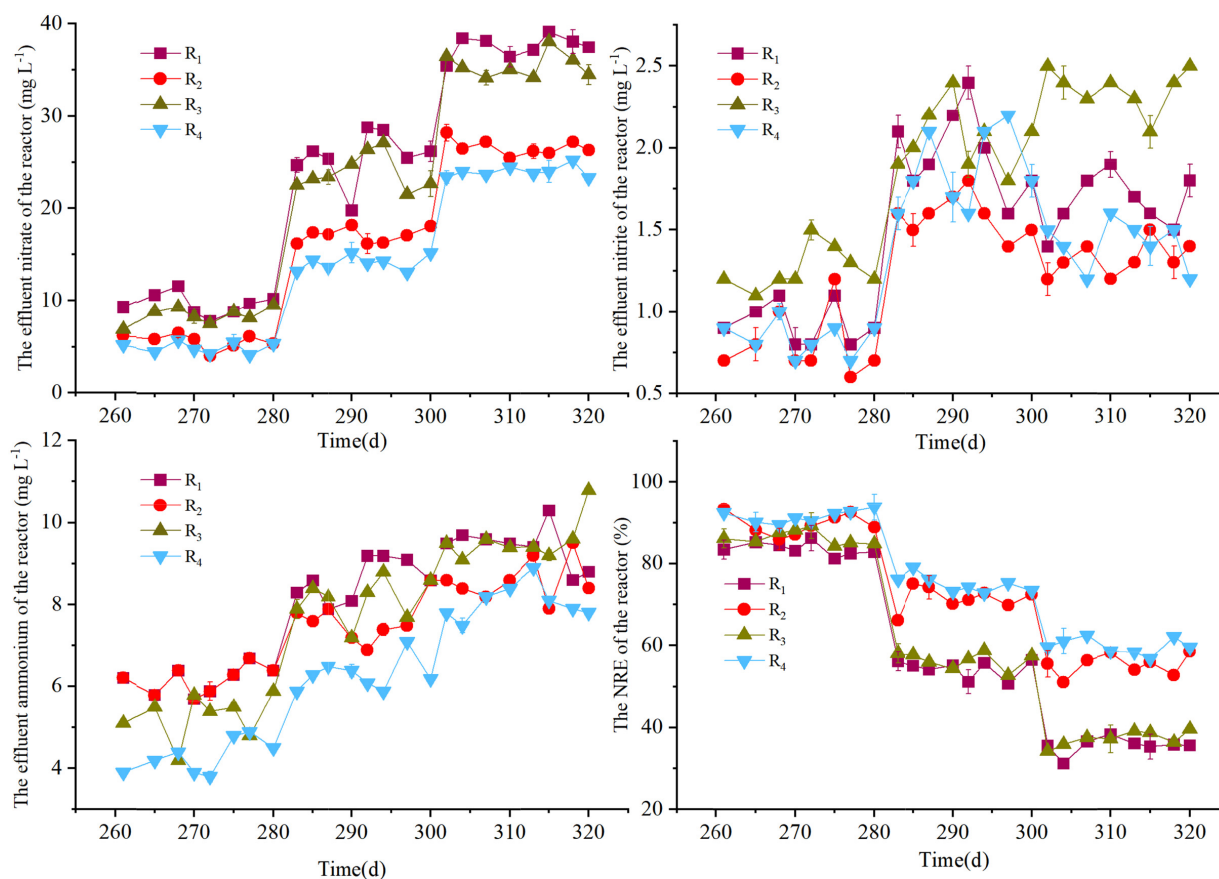 The effluent nitrate of the reactor (mg L-1)
40
30
20
10
0
R1
R2
R3
R4
260 270 280 290 300 310 320
Time(d)
The effluent nitrite of the reactor (mg L-1)
2.5
2.0
1.5
1.0
0.5
R1
R2
R3
R4
260 270 280 290 300 310 320
Time(d)
The effluent ammonium of the reactor (mg L-1)
12
10
8
6
4
R1
R2
R3
R4
260 270 280 290 300 310 320
Time(d)
The NRE of the reactor (%)
100
80
60
40
20
R1
R2
R3
R4
260 270 280 290 300 310 320
Time(d)